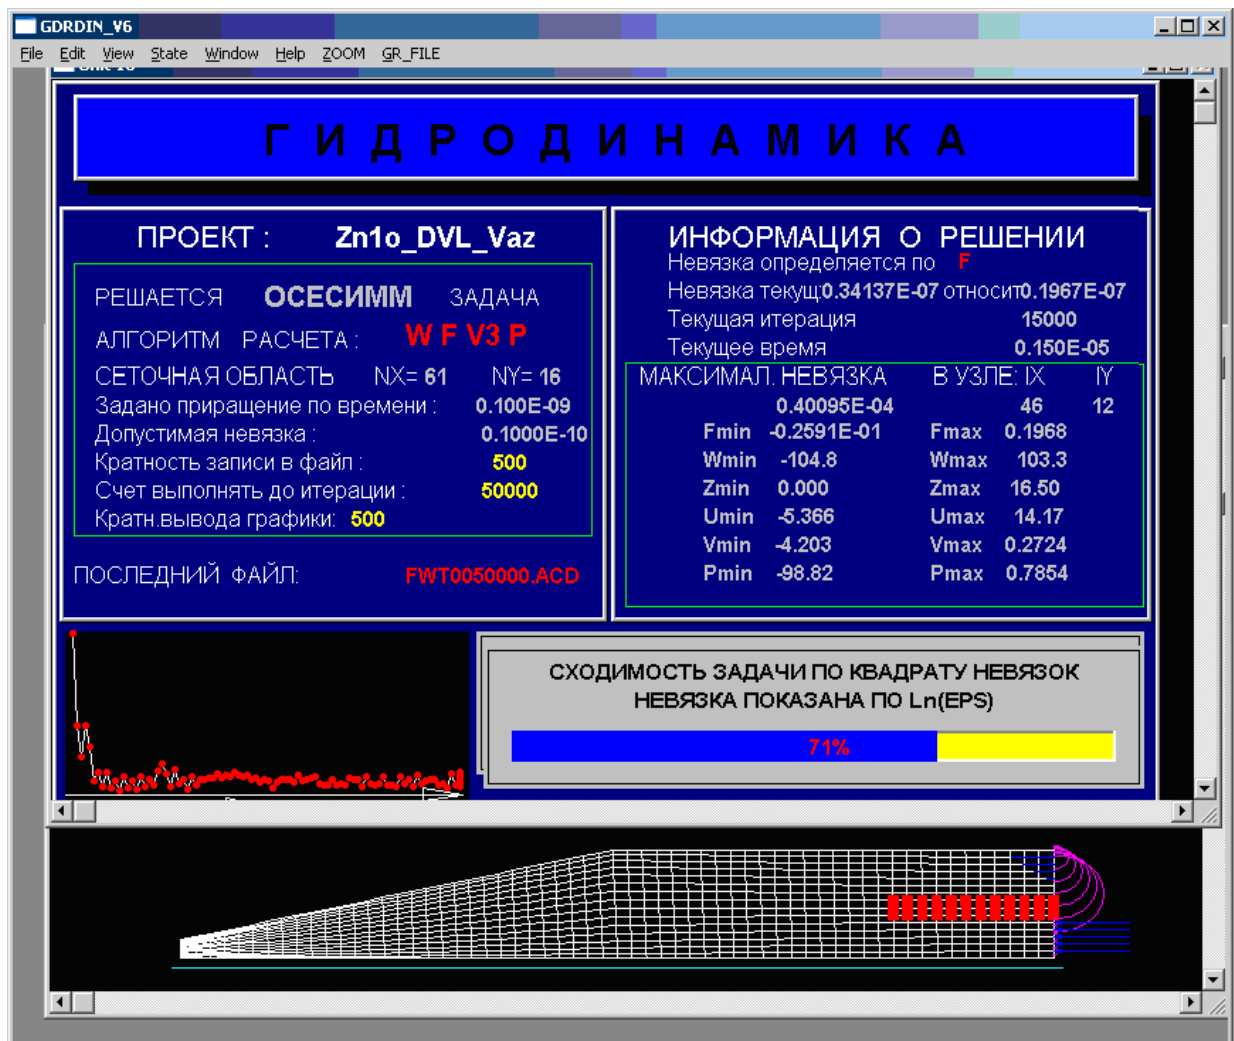 GDRDIN_V6
File Edit View State Window Help ZOOM GR_FILE
ГИДРОДИНАМИКА
ПРОЕКТ : Zn1o_DVL_Vaz
РЕШАЕТСЯ ОСЕСИММ ЗАДАЧА
АЛГОРИТМ РАСЧЕТА : W F V3 P
СЕТОЧНАЯ ОБЛАСТЬ NX= 61 NY= 16
Задано приращение по времени : 0.100E-09
Допустимая невязка : 0.1000E-10
Кратность записи в файл : 500
Счет выполнять до итерации : 50000
Кратн.вывода графики: 500
ПОСЛЕДНИЙ ФАЙЛ: FWT0050000.ACD
ИНФОРМАЦИЯ О РЕШЕНИИ
Невязка определяется по F
Невязка текущ:0.34137E-07 относит0.1967E-07
Текущая итерация 15000
Текущее время 0.150E-05
МАКСИМАЛ. НЕВЯЗКА В УЗЛЕ: IX IY
0.40095E-04 46 12
Fmin -0.2591E-01 Fmax 0.1968
Wmin -104.8 Wmax 103.3
Zmin 0.000 Zmax 16.50
Umin -5.366 Umax 14.17
Vmin -4.203 Vmax 0.2724
Pmin -98.82 Pmax 0.7854
СХОДИМОСТЬ ЗАДАЧИ ПО КВАДРАТУ НЕВЯЗОК
НЕВЯЗКА ПОКАЗАНА ПО Ln(EPS)
71%